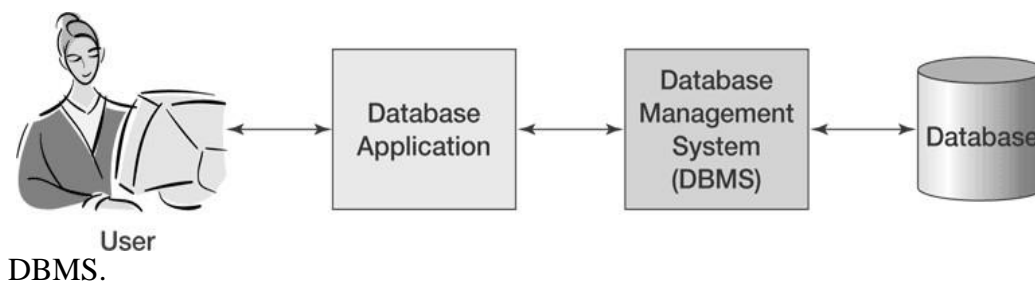 Database
Application
Database
Management
System
(DBMS)
Database
User
DBMS.